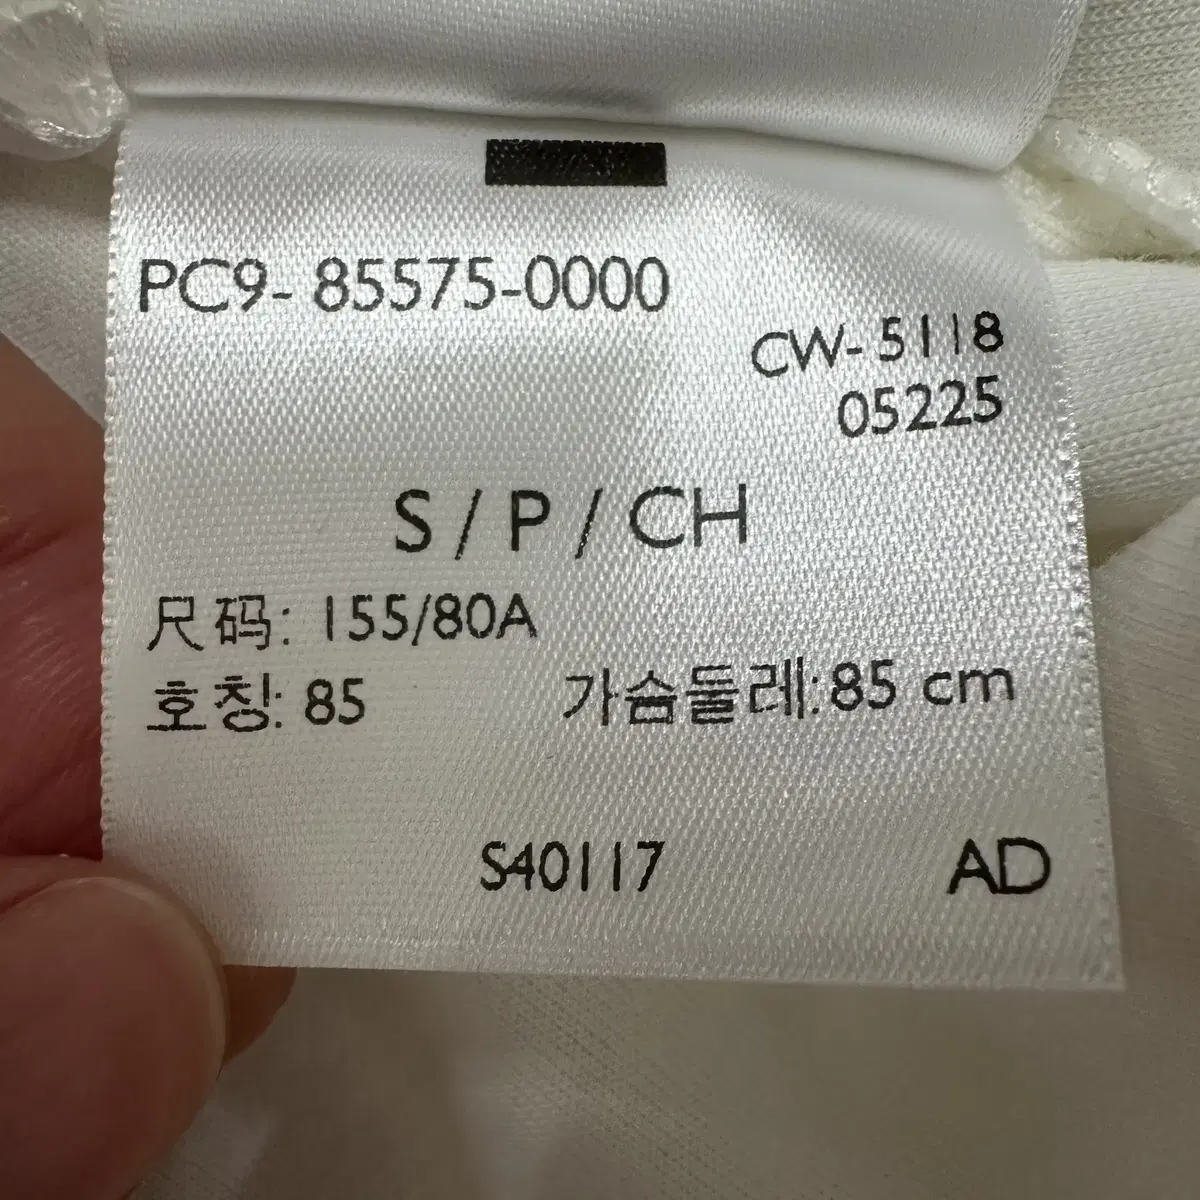 PC9- 85575-0000
CW- 5118
05225
S / P / CH
尺码: 155/80A
호칭: 85 가슴둘레:85 cm
S40117 AD